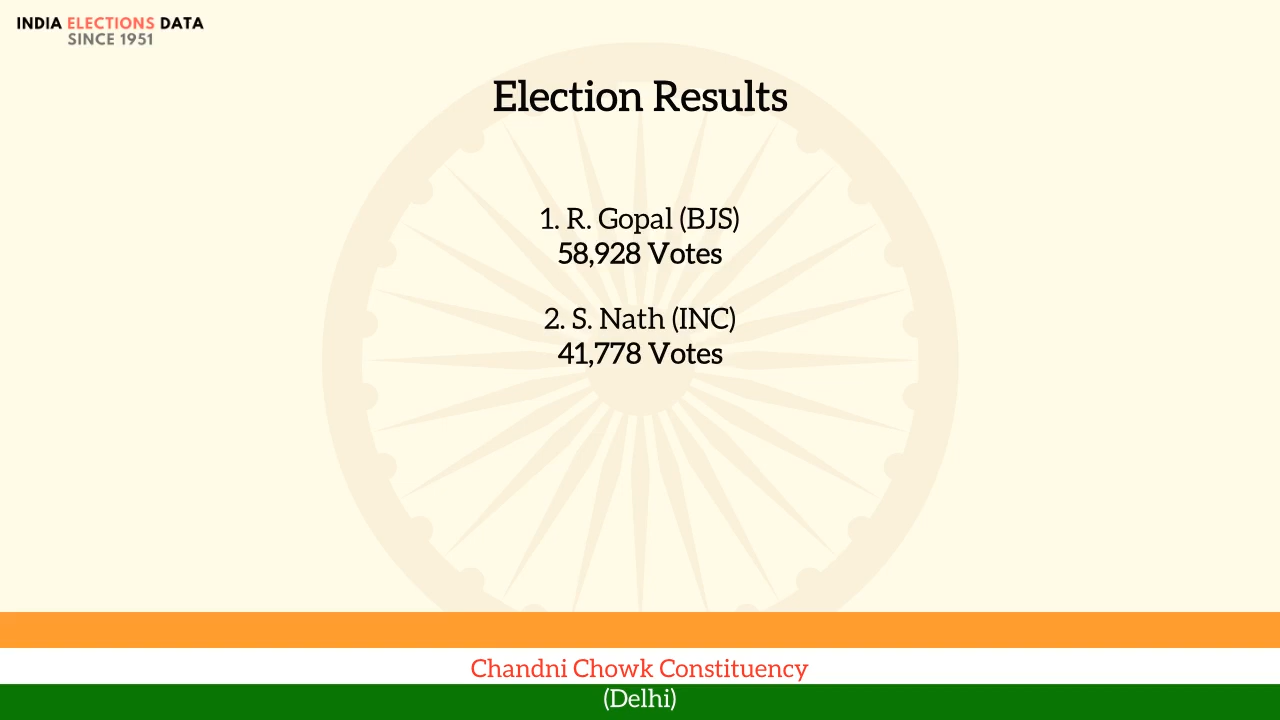 INDIA ELECTIONS DATA
SINCE 1951
Election Results
1. R. Gopal (BJS)
58,928 Votes
2. S. Nath (INC)
41,778 Votes
Chandni Chowk Constituency
(Delhi)